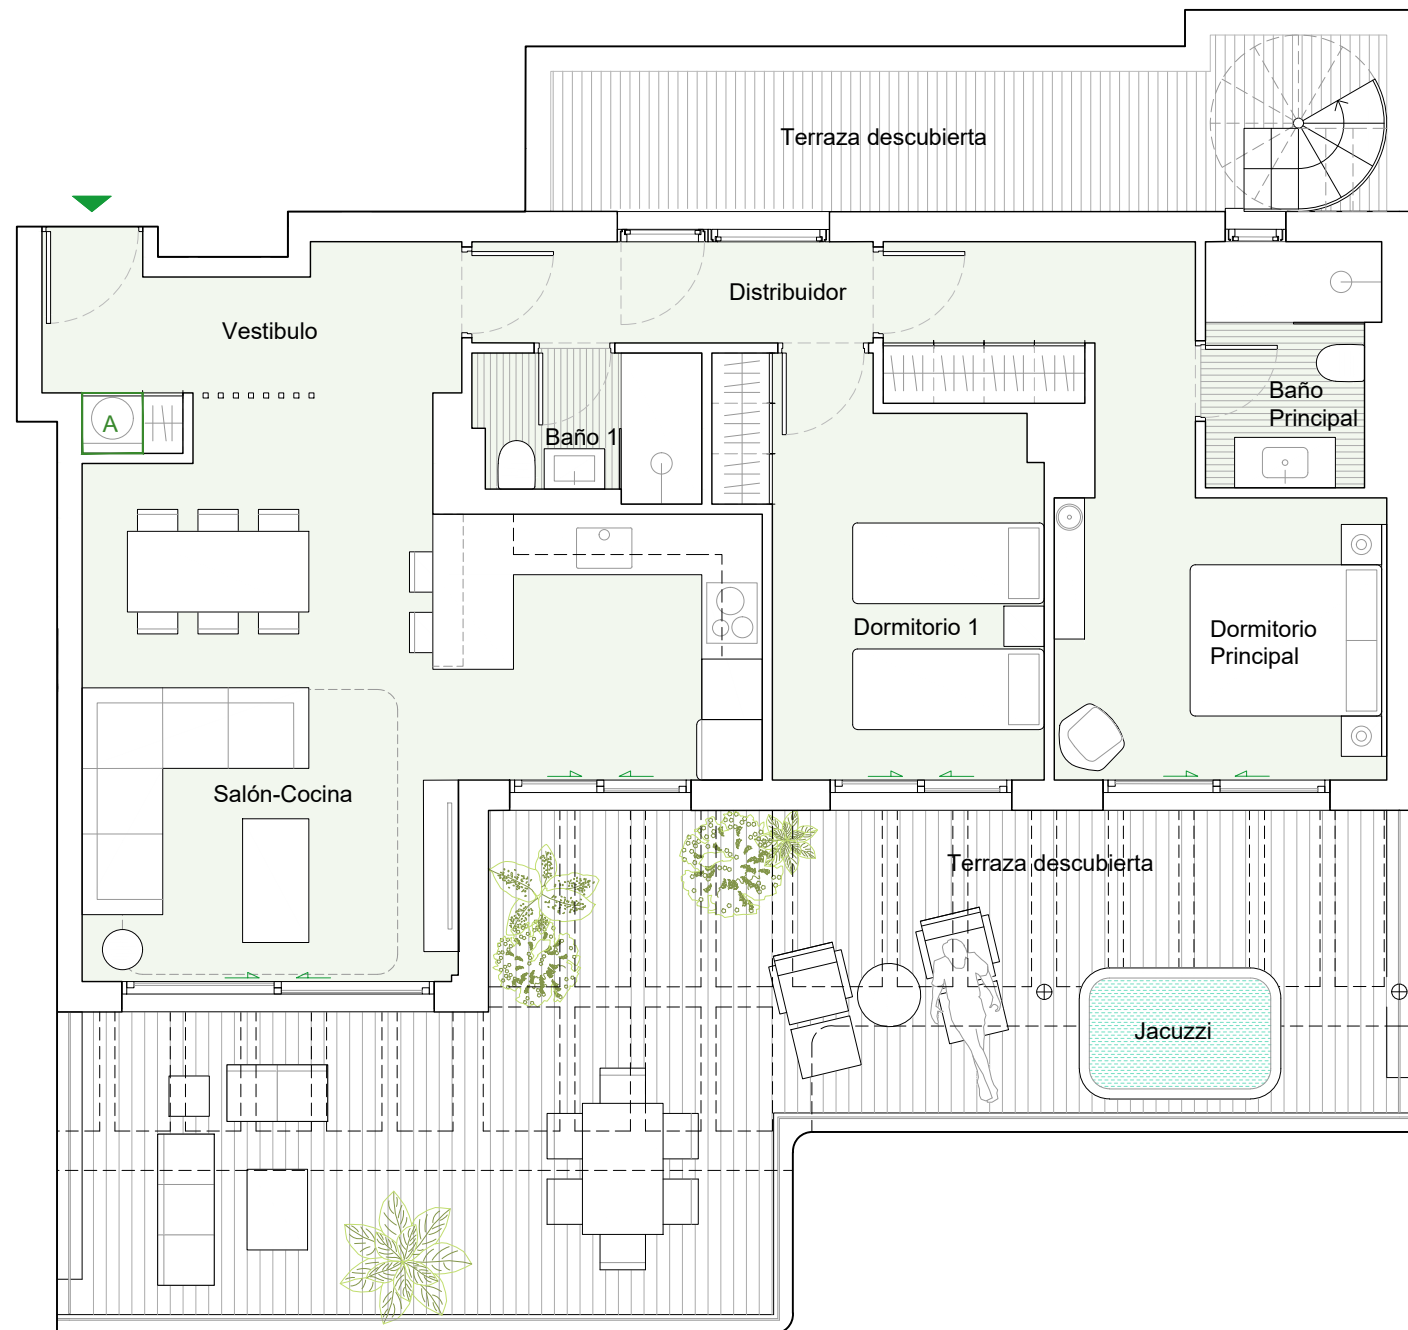 Terraza descubierta
Distribuidor
Vestibulo
Baño
Principal
A
Baño 1
Dormitorio 1
Dormitorio
Principal
Salón-Cocina
Terraza descubierta
Jacuzzi